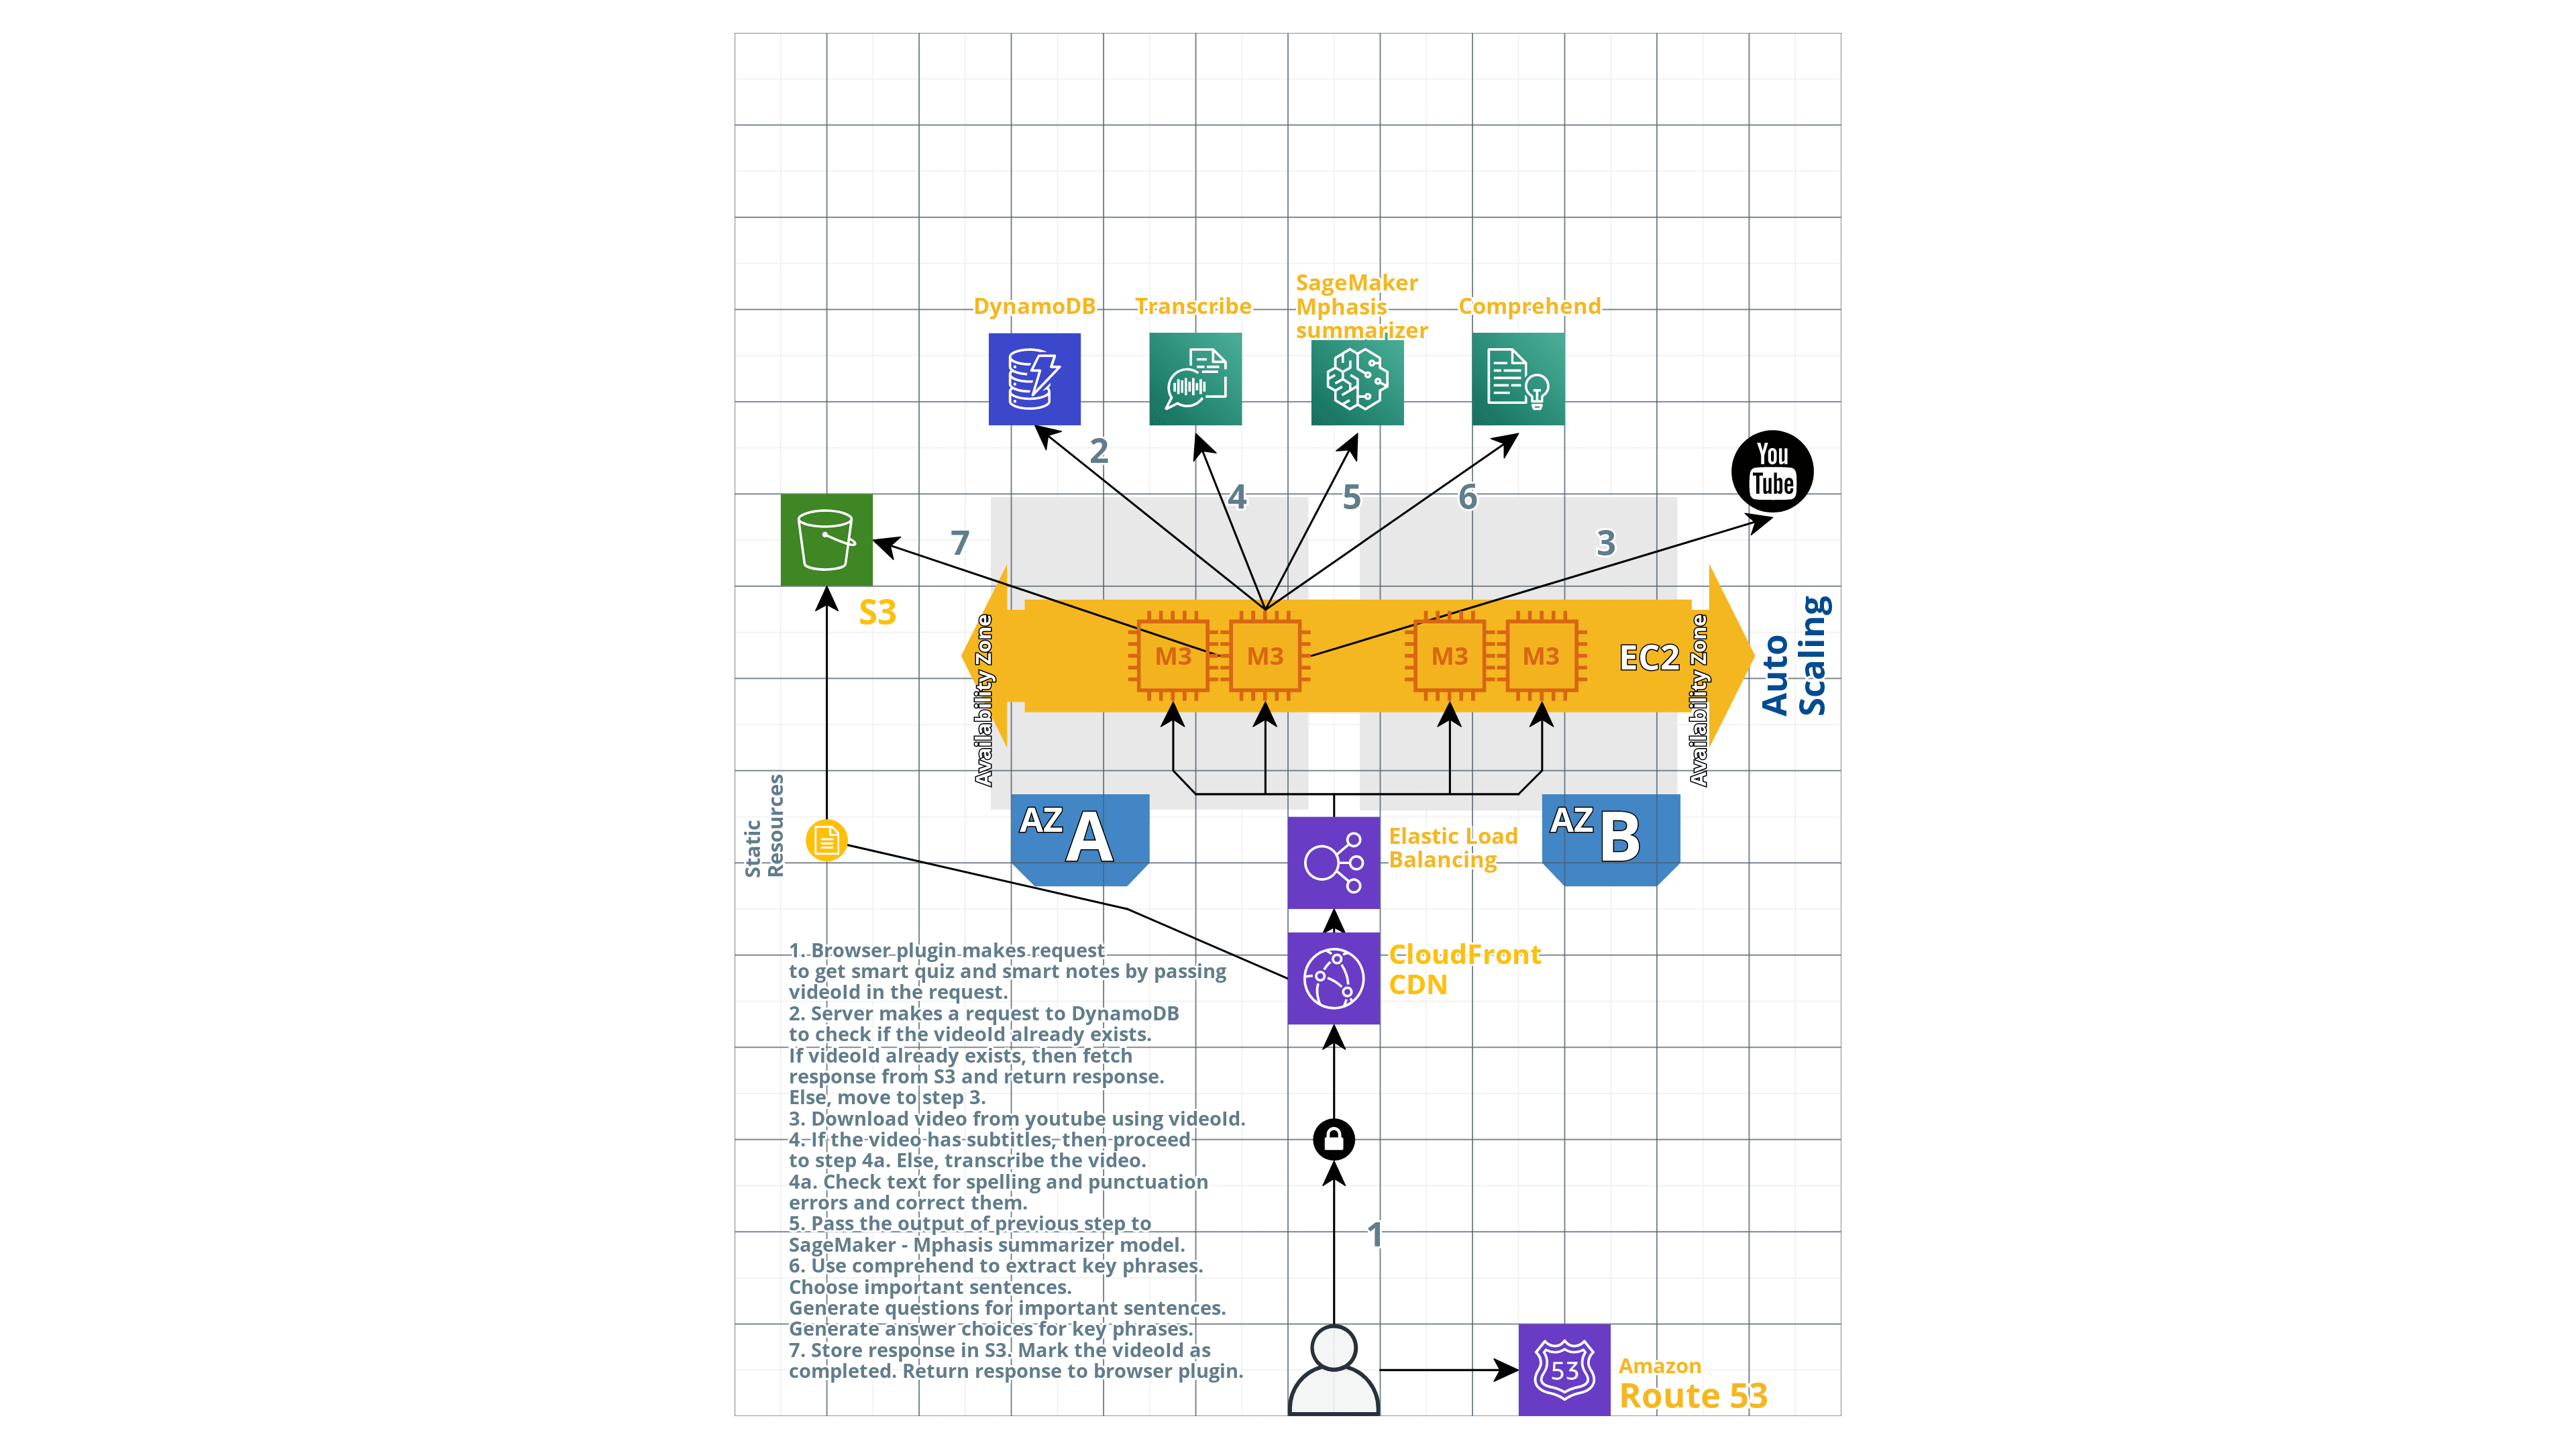 SageMaker
Mphasis
summarizer
DynamoDB
Transcribe
Comprehend
You
Tube
2
4
5
6
7
3
S3
Availability Zone
M3
M3
M3
M3
EC2
Availability Zone
Auto
Scaling
Static
Resources
AZ A
AZ B
Elastic Load
Balancing
CloudFront
CDN
1. Browser plugin makes request
to get smart quiz and smart notes by passing
videoId in the request.
2. Server makes a request to DynamoDB
to check if the videoId already exists.
If videoId already exists, then fetch
response from S3 and return response.
Else, move to step 3.
3. Download video from youtube using videoId.
4. If the video has subtitles, then proceed
to step 4a. Else, transcribe the video.
4a. Check text for spelling and punctuation
errors and correct them.
5. Pass the output of previous step to
SageMaker - Mphasis summarizer model.
6. Use comprehend to extract key phrases.
Choose important sentences.
Generate questions for important sentences.
Generate answer choices for key phrases.
7. Store response in S3. Mark the videoId as
completed. Return response to browser plugin.
1
53
Amazon
Route 53